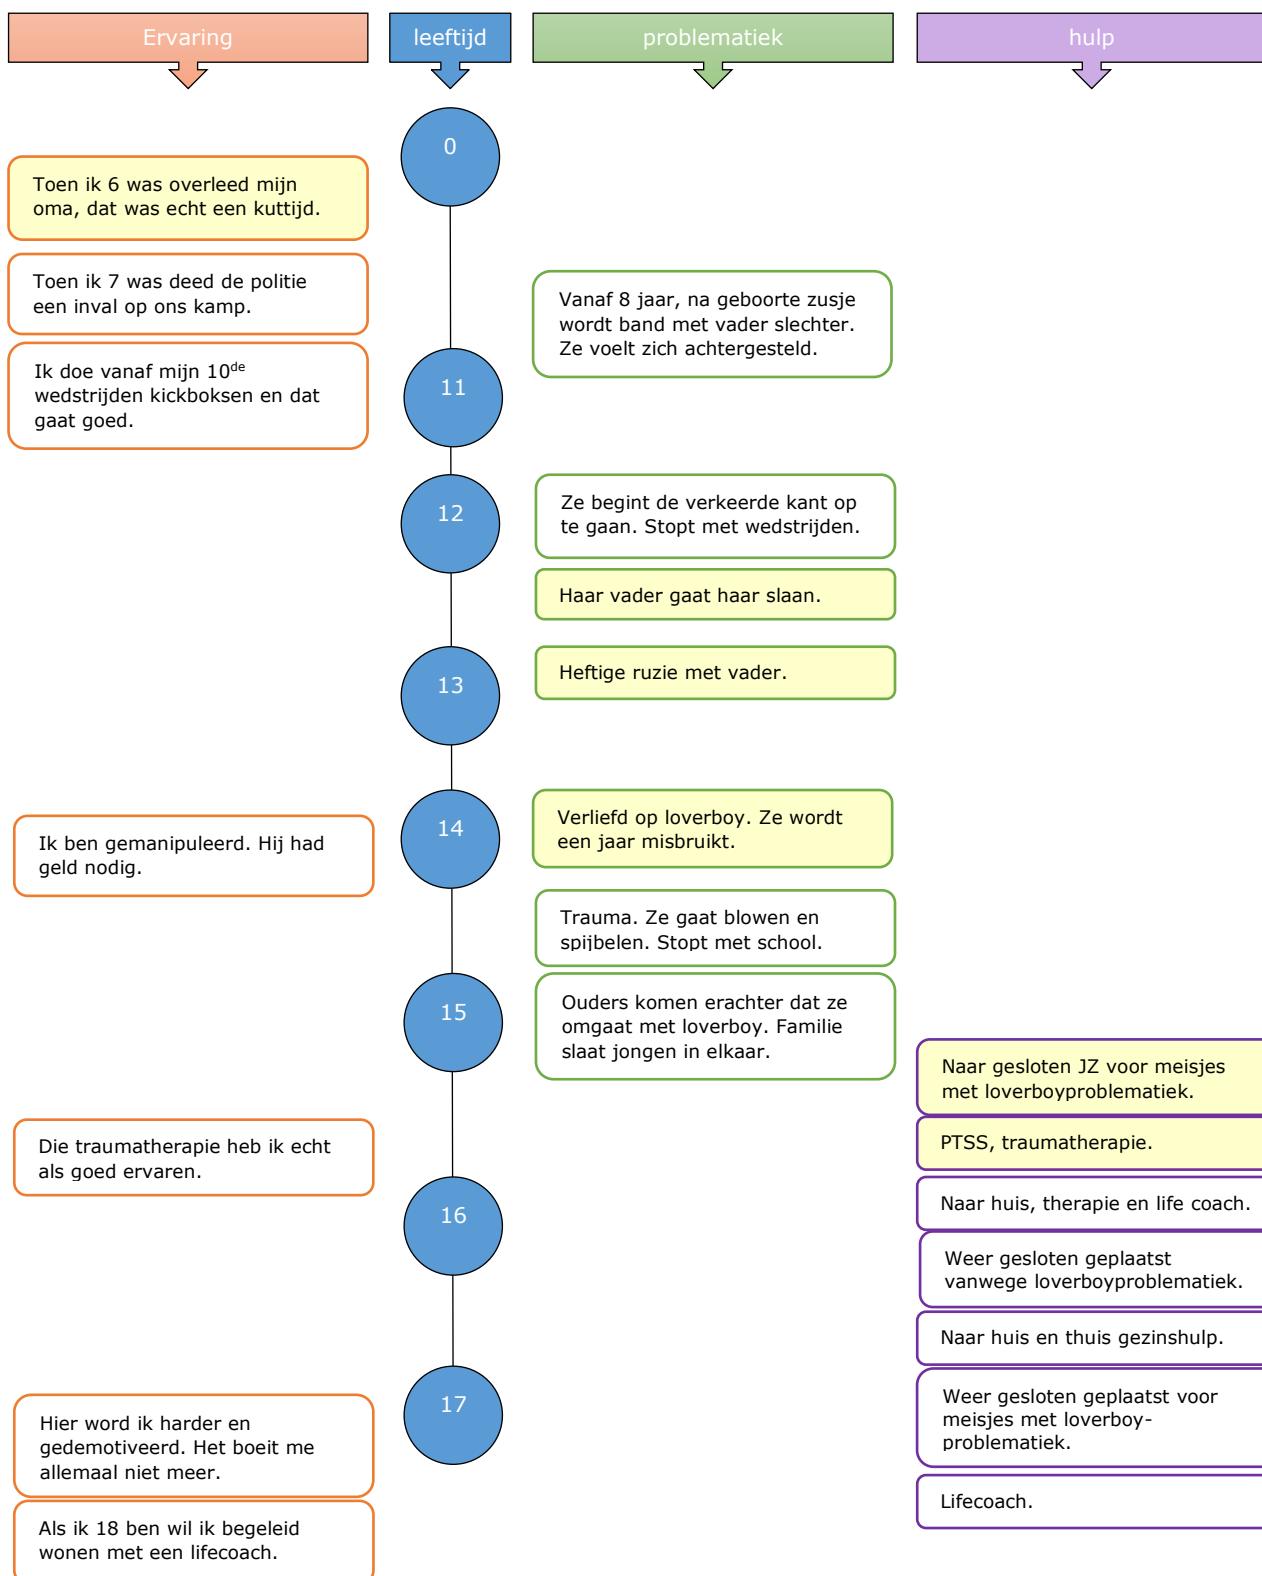 Ervaring
leeftijd
problematiek
hulp
0
Toen ik 6 was overleed mijn
oma, dat was echt een kuttijd.
Toen ik 7 was deed de politie
een inval op ons kamp.
Vanaf 8 jaar, na geboorte zusje
wordt band met vader slechter.
Ze voelt zich achtergesteld.
Ik doe vanaf mijn 10de
wedstrijden kickboksen en dat
gaat goed.
11
12
Ze begint de verkeerde kant op
te gaan. Stopt met wedstrijden.
Haar vader gaat haar slaan.
13
Heftige ruzie met vader.
14
Verliefd op loverboy. Ze wordt
een jaar misbruikt.
Ik ben gemanipuleerd. Hij had
geld nodig.
Trauma. Ze gaat blowen en
spijbelen. Stopt met school.
15
Ouders komen erachter dat ze
omgaat met loverboy. Familie
slaat jongen in elkaar.
Naar gesloten JZ voor meisjes
met loverboyproblematiek.
Die traumatherapie heb ik echt
als goed ervaren.
PTSS, traumatherapie.
16
Naar huis, therapie en life coach.
Weer gesloten geplaatst
vanwege loverboyproblematiek.
Naar huis en thuis gezinshulp.
17
Weer gesloten geplaatst voor
meisjes met loverboy-
problematiek.
Hier word ik harder en
gedemotiveerd. Het boeit me
allemaal niet meer.
Lifecoach.
Als ik 18 ben wil ik begeleid
wonen met een lifecoach.